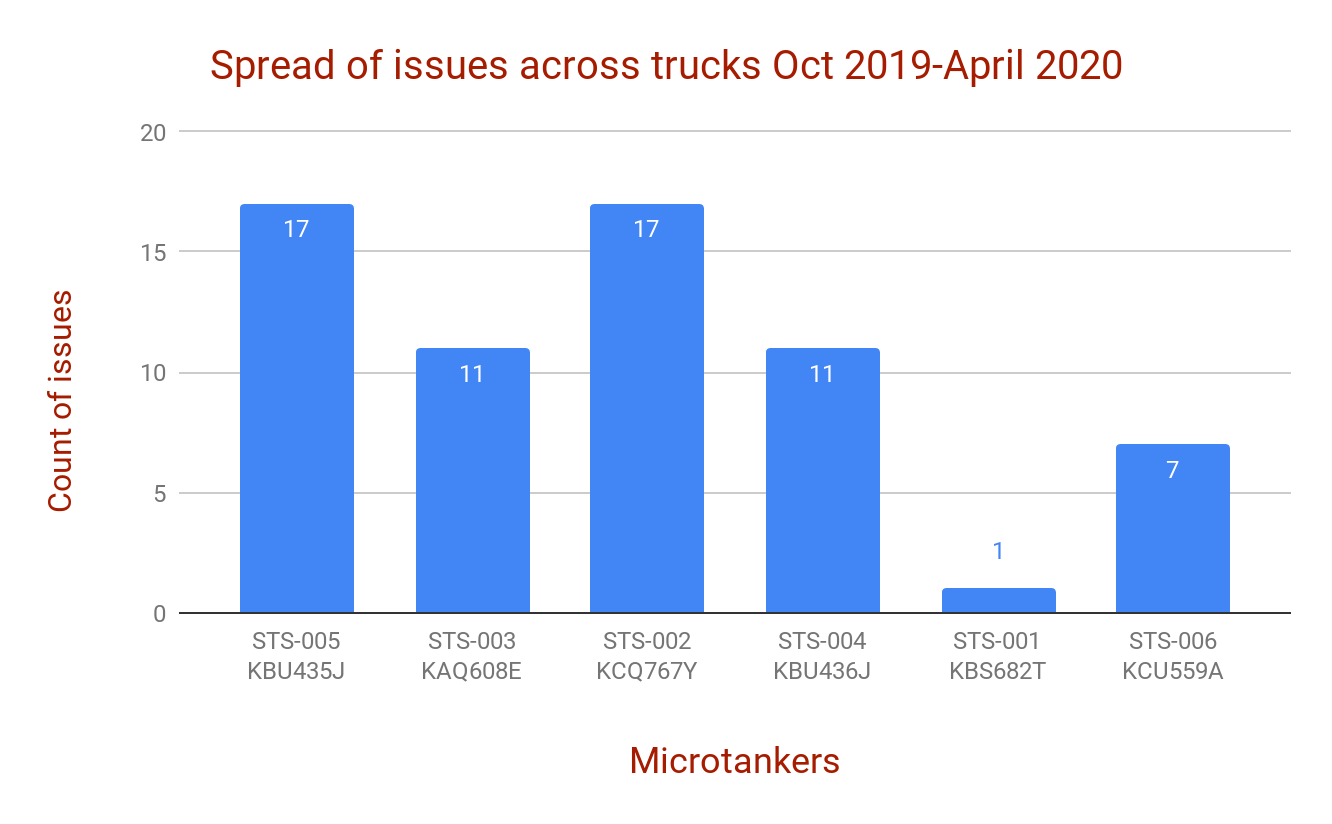 Spread of issues across trucks Oct 2019-April 2020
Count of issues
20
15
10
5
0
17
11
17
11
1
7
STS-005
KBU435J
STS-003
KAQ608E
STS-002
KCQ767Y
STS-004
KBU436J
STS-001
KBS682T
STS-006
KCU559A
Microtankers